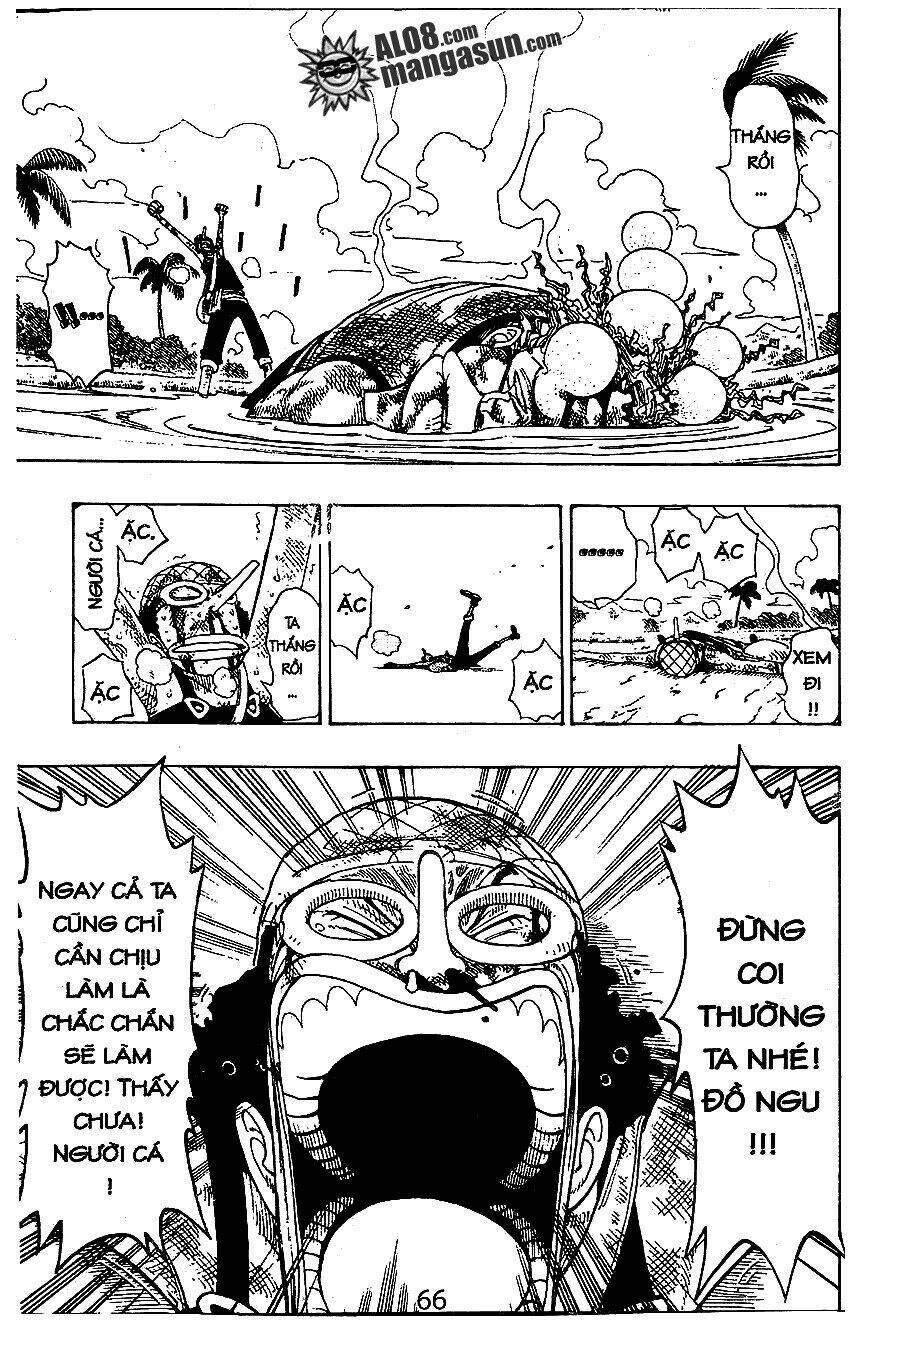 AL08.com
mangasun.com
THẮNG
RỒI
...
ẶC
ẶC
XEM
ĐI
!!
ẶC
ẶC
ẶC.
NGƯỜI CÁ...
TA
THẮNG
RỒI
...
ẶC
ĐỪNG
COI
THƯỜNG
TA NHÉ!
ĐỒ NGU
!!!
NGAY CẢ TA
CŨNG CHỈ
CẦN CHỊU
LÀM LÀ
CHẮC CHẮN
SẼ LÀM
ĐƯỢC! THẤY
CHƯA!
NGƯỜI CÁ
!
66